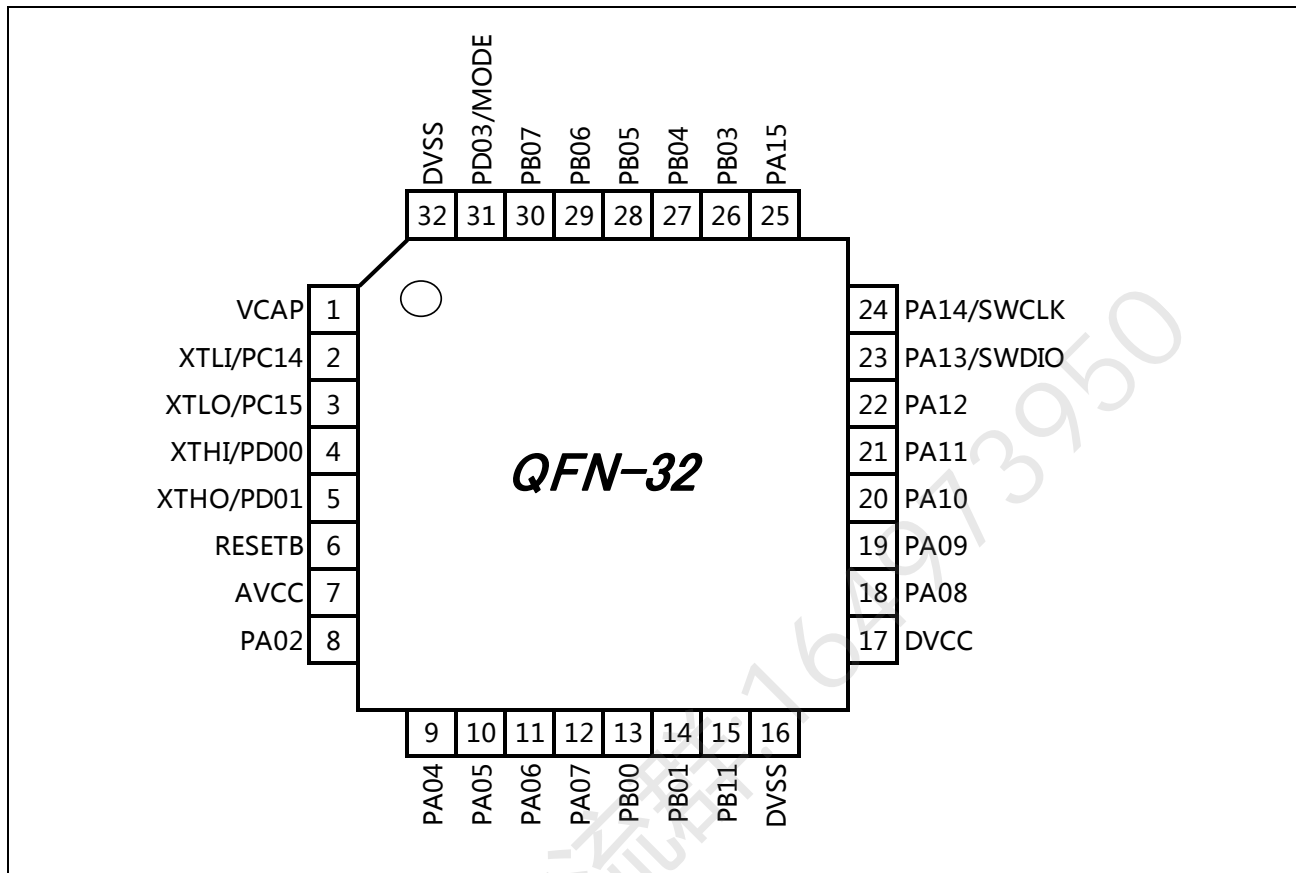 DVSS
PD03/MODE
PB07
PB06
PB05
PB04
PB03
PA15
32 31 30 29 28 27 26 25
VCAP 1
XTLI/PC14 2
XTLO/PC15 3
XTHI/PD00 4
XTHO/PD01 5
RESETB 6
AVCC 7
PA02 8
QFN-32
24 PA14/SWCLK
23 PA13/SWDIO
22 PA12
21 PA11
20 PA10
19 PA09
18 PA08
17 DVCC
9 10 11 12 13 14 15 16
PA04
PA05
PA06
PA07
PB00
PB01
PB11
DVSS
流群:164973950